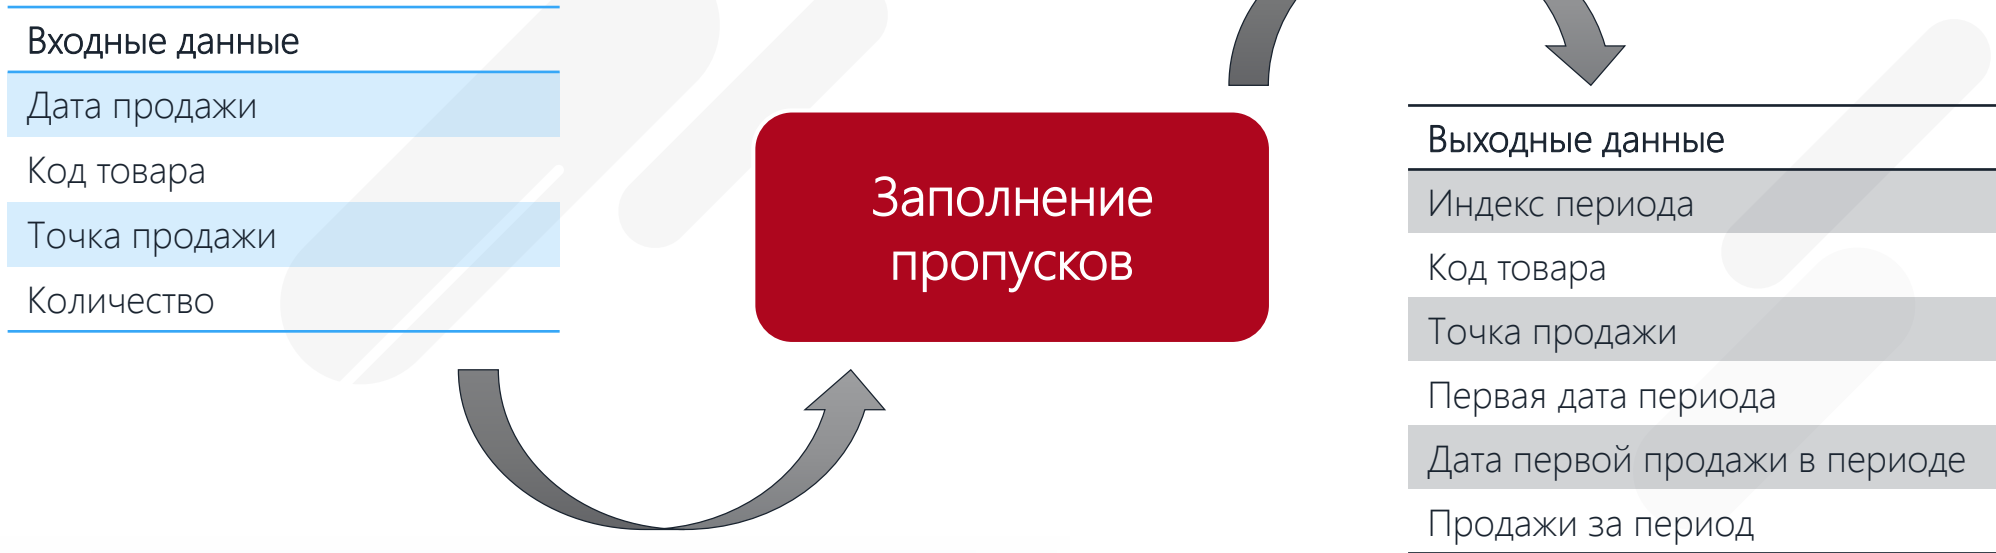 Входные данные
Дата продажи
Код товара
Точка продажи
Количество
Заполнение
пропусков
Выходные данные
Индекс периода
Код товара
Точка продажи
Первая дата периода
Дата первой продажи в периоде
Продажи за период